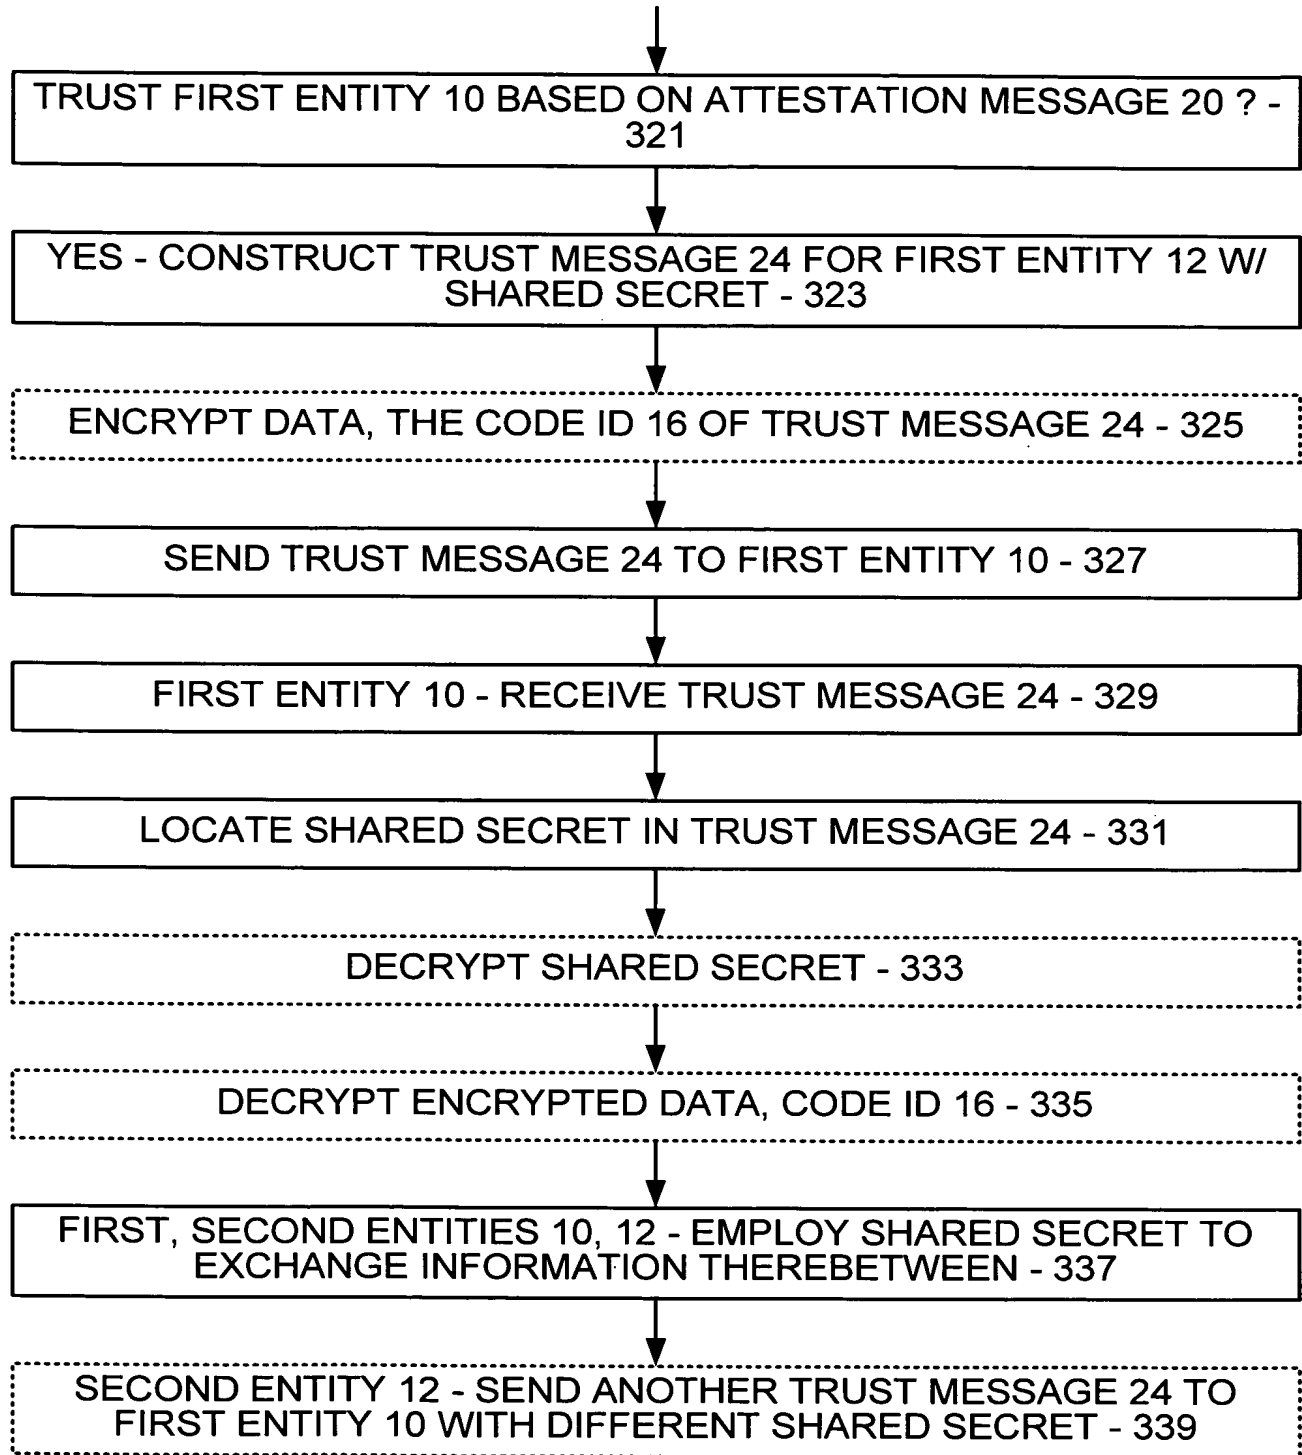 TRUST FIRST ENTITY 10 BASED ON ATTESTATION MESSAGE 20 ? -
321
YES - CONSTRUCT TRUST MESSAGE 24 FOR FIRST ENTITY 12 W/
SHARED SECRET - 323
ENCRYPT DATA, THE CODE ID 16 OF TRUST MESSAGE 24 - 325
SEND TRUST MESSAGE 24 TO FIRST ENTITY 10 - 327
FIRST ENTITY 10 - RECEIVE TRUST MESSAGE 24 - 329
LOCATE SHARED SECRET IN TRUST MESSAGE 24 - 331
DECRYPT SHARED SECRET - 333
DECRYPT ENCRYPTED DATA, CODE ID 16 - 335
FIRST, SECOND ENTITIES 10, 12 - EMPLOY SHARED SECRET TO
EXCHANGE INFORMATION THEREBETWEEN - 337
SECOND ENTITY 12 - SEND ANOTHER TRUST MESSAGE 24 TO
FIRST ENTITY 10 WITH DIFFERENT SHARED SECRET - 339